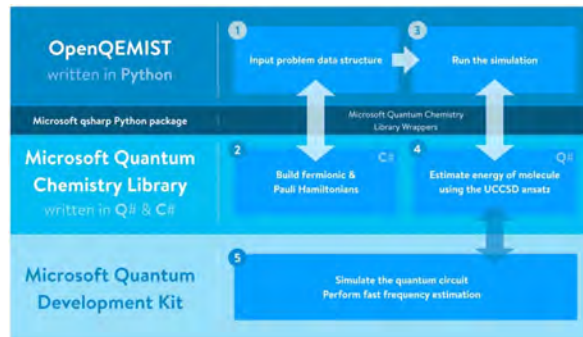 OpenQEMIST
written in Python
1
Input problem data structure
3
Run the simulation
Microsoft qsharp Python package
Microsoft Quantum Chemistry
Library Wrappers
Microsoft Quantum
Chemistry Library
written in Q# & C#
2
C#
Build fermionic &
Pauli Hamiltonians
4
Q#
Estimate energy of molecule
using the UCCSD ansatz
Microsoft Quantum
Development Kit
5
Simulate the quantum circuit
Perform fast frequency estimation